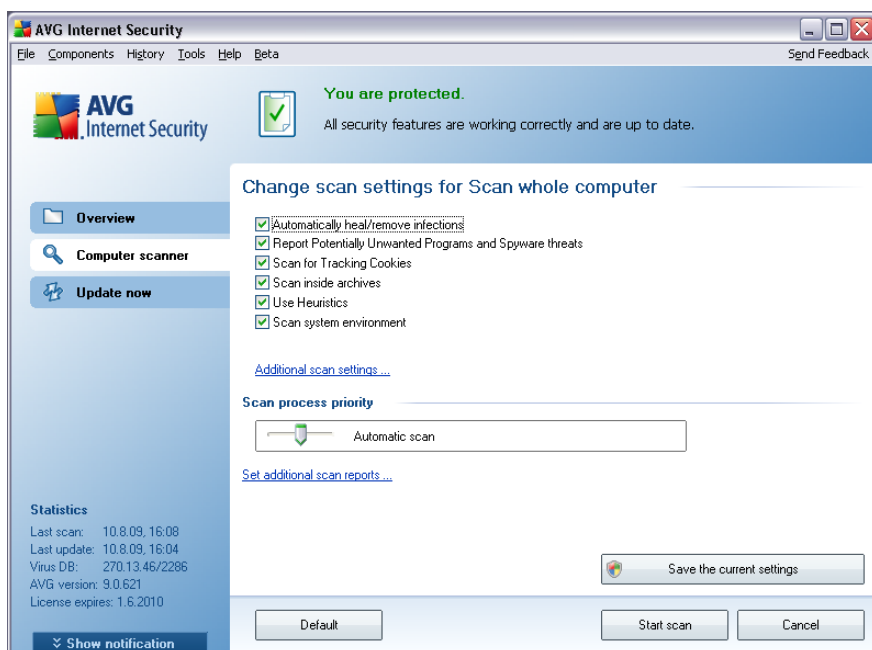 AVG Internet Security
File Components History Tools Help Beta Send Feedback
AVG
Internet Security
You are protected.
All security features are working correctly and are up to date.
Overview
Computer scanner
Update now
Change scan settings for Scan whole computer
Automatically heal/remove infections
Report Potentially Unwanted Programs and Spyware threats
Scan for Tracking Cookies
Scan inside archives
Use Heuristics
Scan system environment
Additional scan settings ...
Scan process priority
Automatic scan
Set additional scan reports ...
Statistics
Last scan: 10.8.09, 16:08
Last update: 10.8.09, 16:04
Virus DB: 270.13.46/2286
AVG version: 9.0.621
License expires: 1.6.2010
Show notification
Save the current settings
Default
Start scan
Cancel